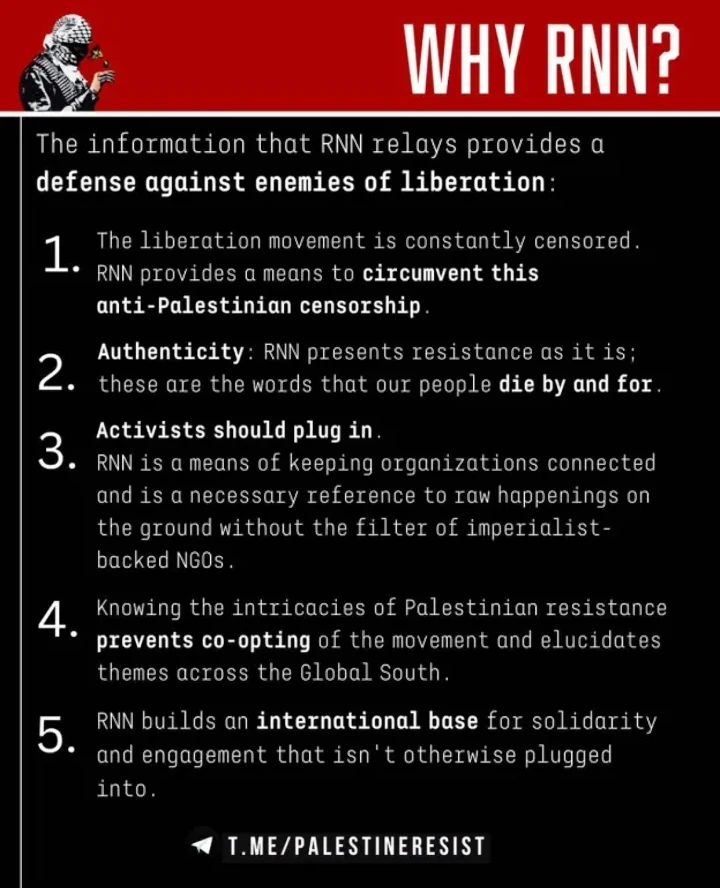 WHY RNN?
The information that RNN relays provides a
defense against enemies of liberation:
1. The liberation movement is constantly censored.
RNN provides a means to circumvent this
anti-Palestinian censorship.
2. Authenticity: RNN presents resistance as it is;
these are the words that our people die by and for.
3. Activists should plug in.
RNN is a means of keeping organizations connected
and is a necessary reference to raw happenings on
the ground without the filter of imperialist-
backed NGOs.
4. Knowing the intricacies of Palestinian resistance
prevents co-opting of the movement and elucidates
themes across the Global South.
5. RNN builds an international base for solidarity
and engagement that isn't otherwise plugged
into.
T.ME/PALESTINERESIST